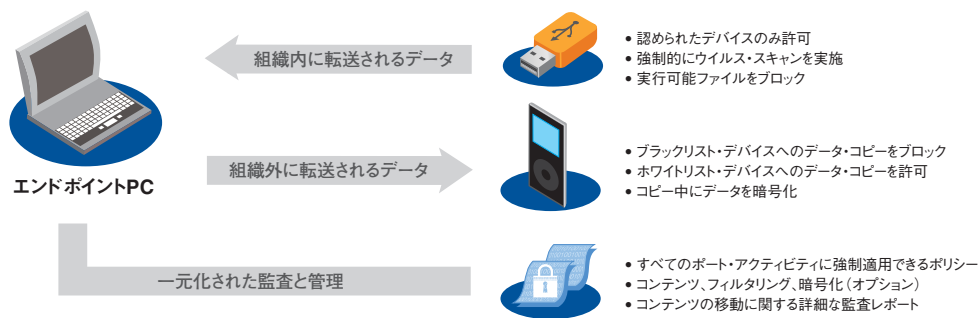 組織内に転送されるデータ
• 認められたデバイスのみ許可
• 強制的にウイルス・スキャンを実施
• 実行可能ファイルをブロック
エンドポイントPC
組織外に転送されるデータ
• ブラックリスト・デバイスへのデータ・コピーをブロック
• ホワイトリスト・デバイスへのデータ・コピーを許可
• コピー中にデータを暗号化
一元化された監査と管理
• すべてのポート・アクティビティに強制適用できるポリシー
• コンテンツ、フィルタリング、暗号化（オプション）
• コンテンツの移動に関する詳細な監査レポート